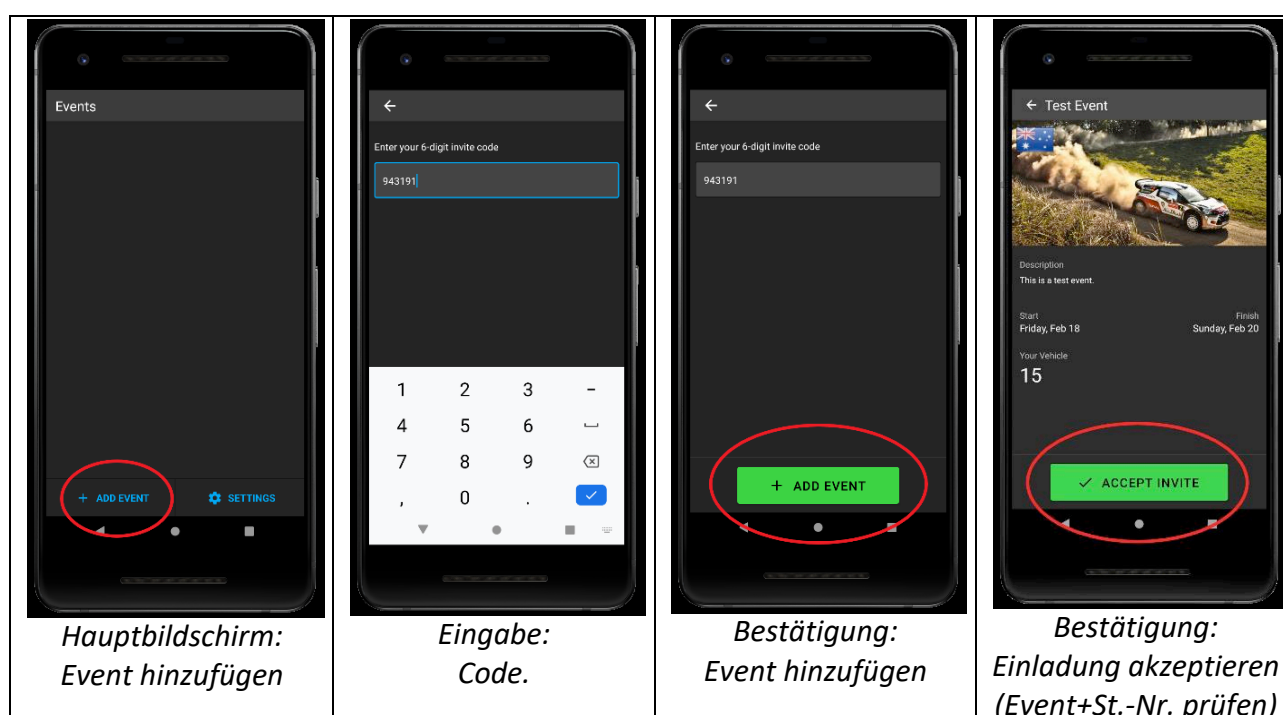 Events
+ ADD EVENT
SETTINGS
Hauptbildschirm:
Event hinzufügen
Enter your 6-digit invite code
943191
1 2 3 -
4 5 6
7 8 9
, 0 .
Eingabe:
Code.
Enter your 6-digit invite code
943191
+ ADD EVENT
Bestätigung:
Event hinzufügen
Test Event
Description
This is a test event.
Start Finish
Friday, Feb 18 Sunday, Feb 20
Your Vehicle
15
ACCEPT INVITE
Bestätigung:
Einladung akzeptieren
(Event+St.-Nr. prüfen)